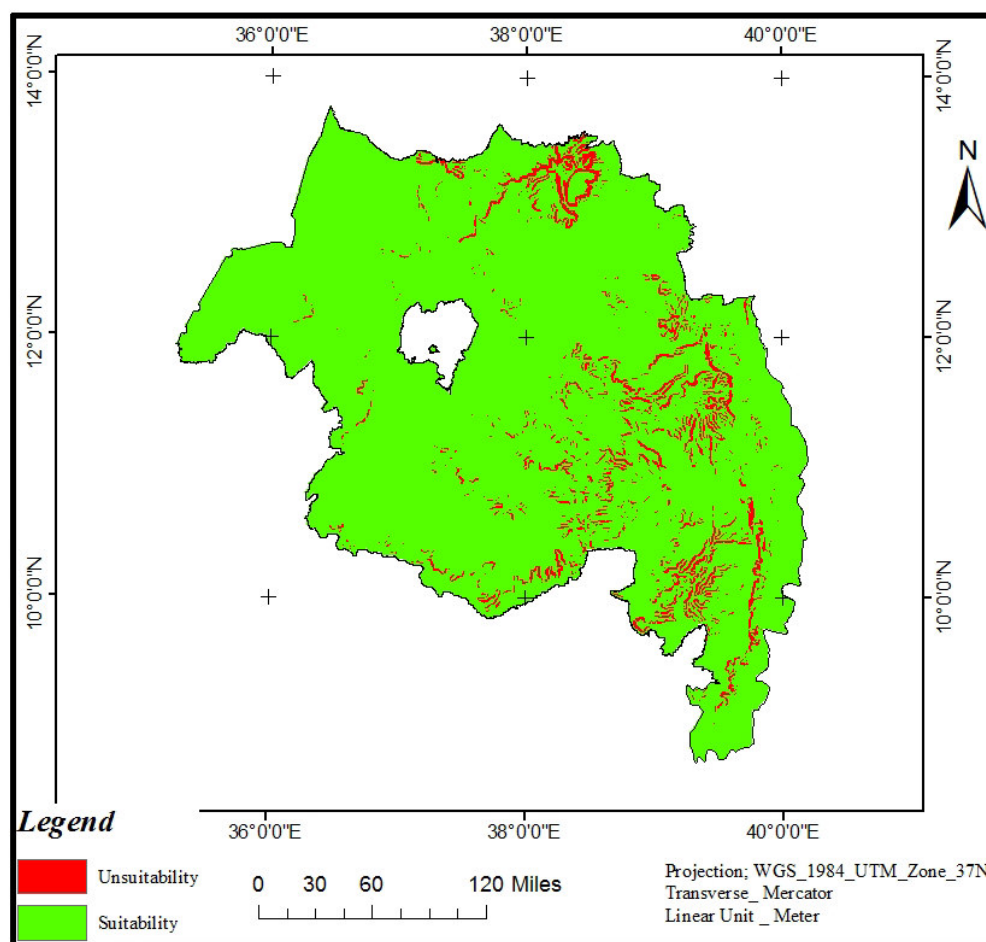 36°0'0"E 38°0'0"E 40°0'0"E
14°0'0"N 14°0'0"N
N
12°0'0"N 12°0'0"N
10°0'0"N 10°0'0"N
36°0'0"E 38°0'0"E 40°0'0"E
Legend
Unsuitability
Suitability
0 30 60 120 Miles
Projection; WGS_1984_UTM_Zone_37N
Transverse_ Mercator
Linear Unit _ Meter